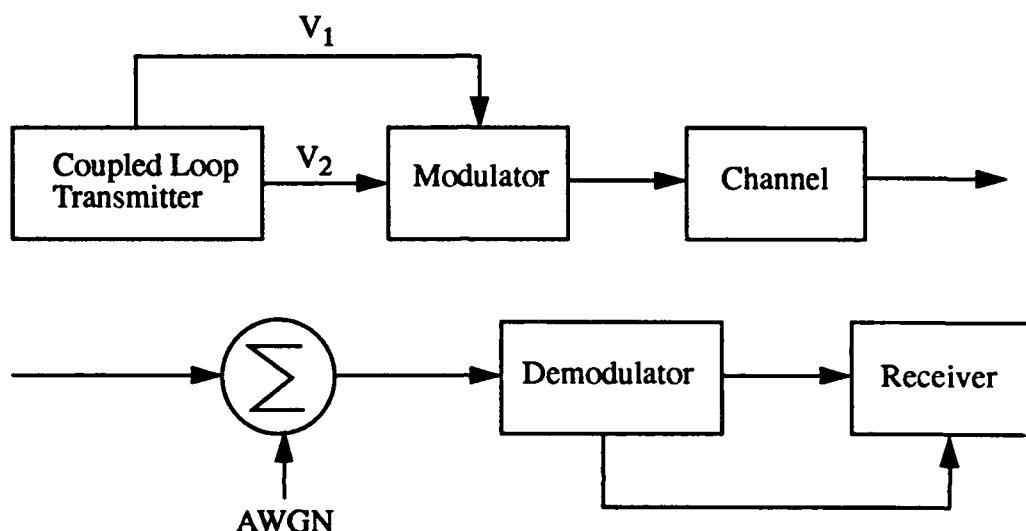 V1
Coupled Loop
Transmitter
V2
Modulator
Channel
Σ
Demodulator
Receiver
AWGN